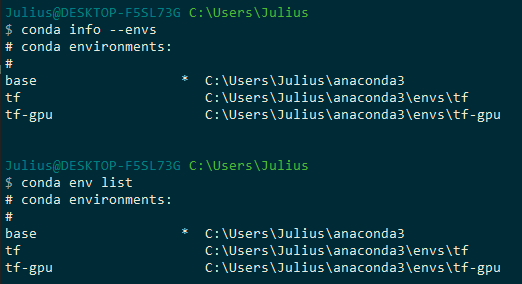 Julius@DESKTOP-F5SL73G C:\Users\Julius
$ conda info --envs
# conda environments:
#
base                  *  C:\Users\Julius\anaconda3
tf                       C:\Users\Julius\anaconda3\envs\tf
tf-gpu                   C:\Users\Julius\anaconda3\envs\tf-gpu
Julius@DESKTOP-F5SL73G C:\Users\Julius
$ conda env list
# conda environments:
#
base                  *  C:\Users\Julius\anaconda3
tf                       C:\Users\Julius\anaconda3\envs\tf
tf-gpu                   C:\Users\Julius\anaconda3\envs\tf-gpu